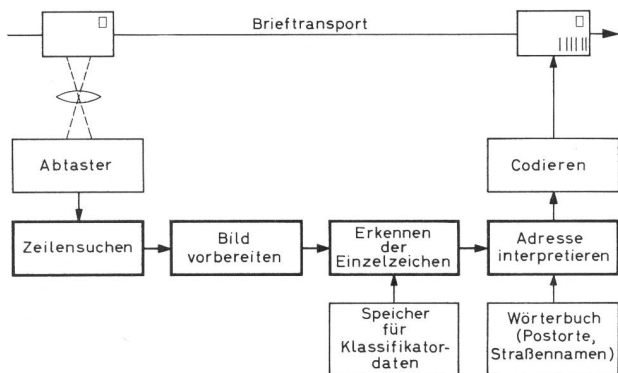 Brieftransport
Abtaster
Codieren
Zeilensuchen
Bild
vorbereiten
Erkennen
der
Einzelzeichen
Adresse
interpretieren
Speicher
für
Klassifikator-
daten
Wörterbuch
(Postorte,
Straßennamen)